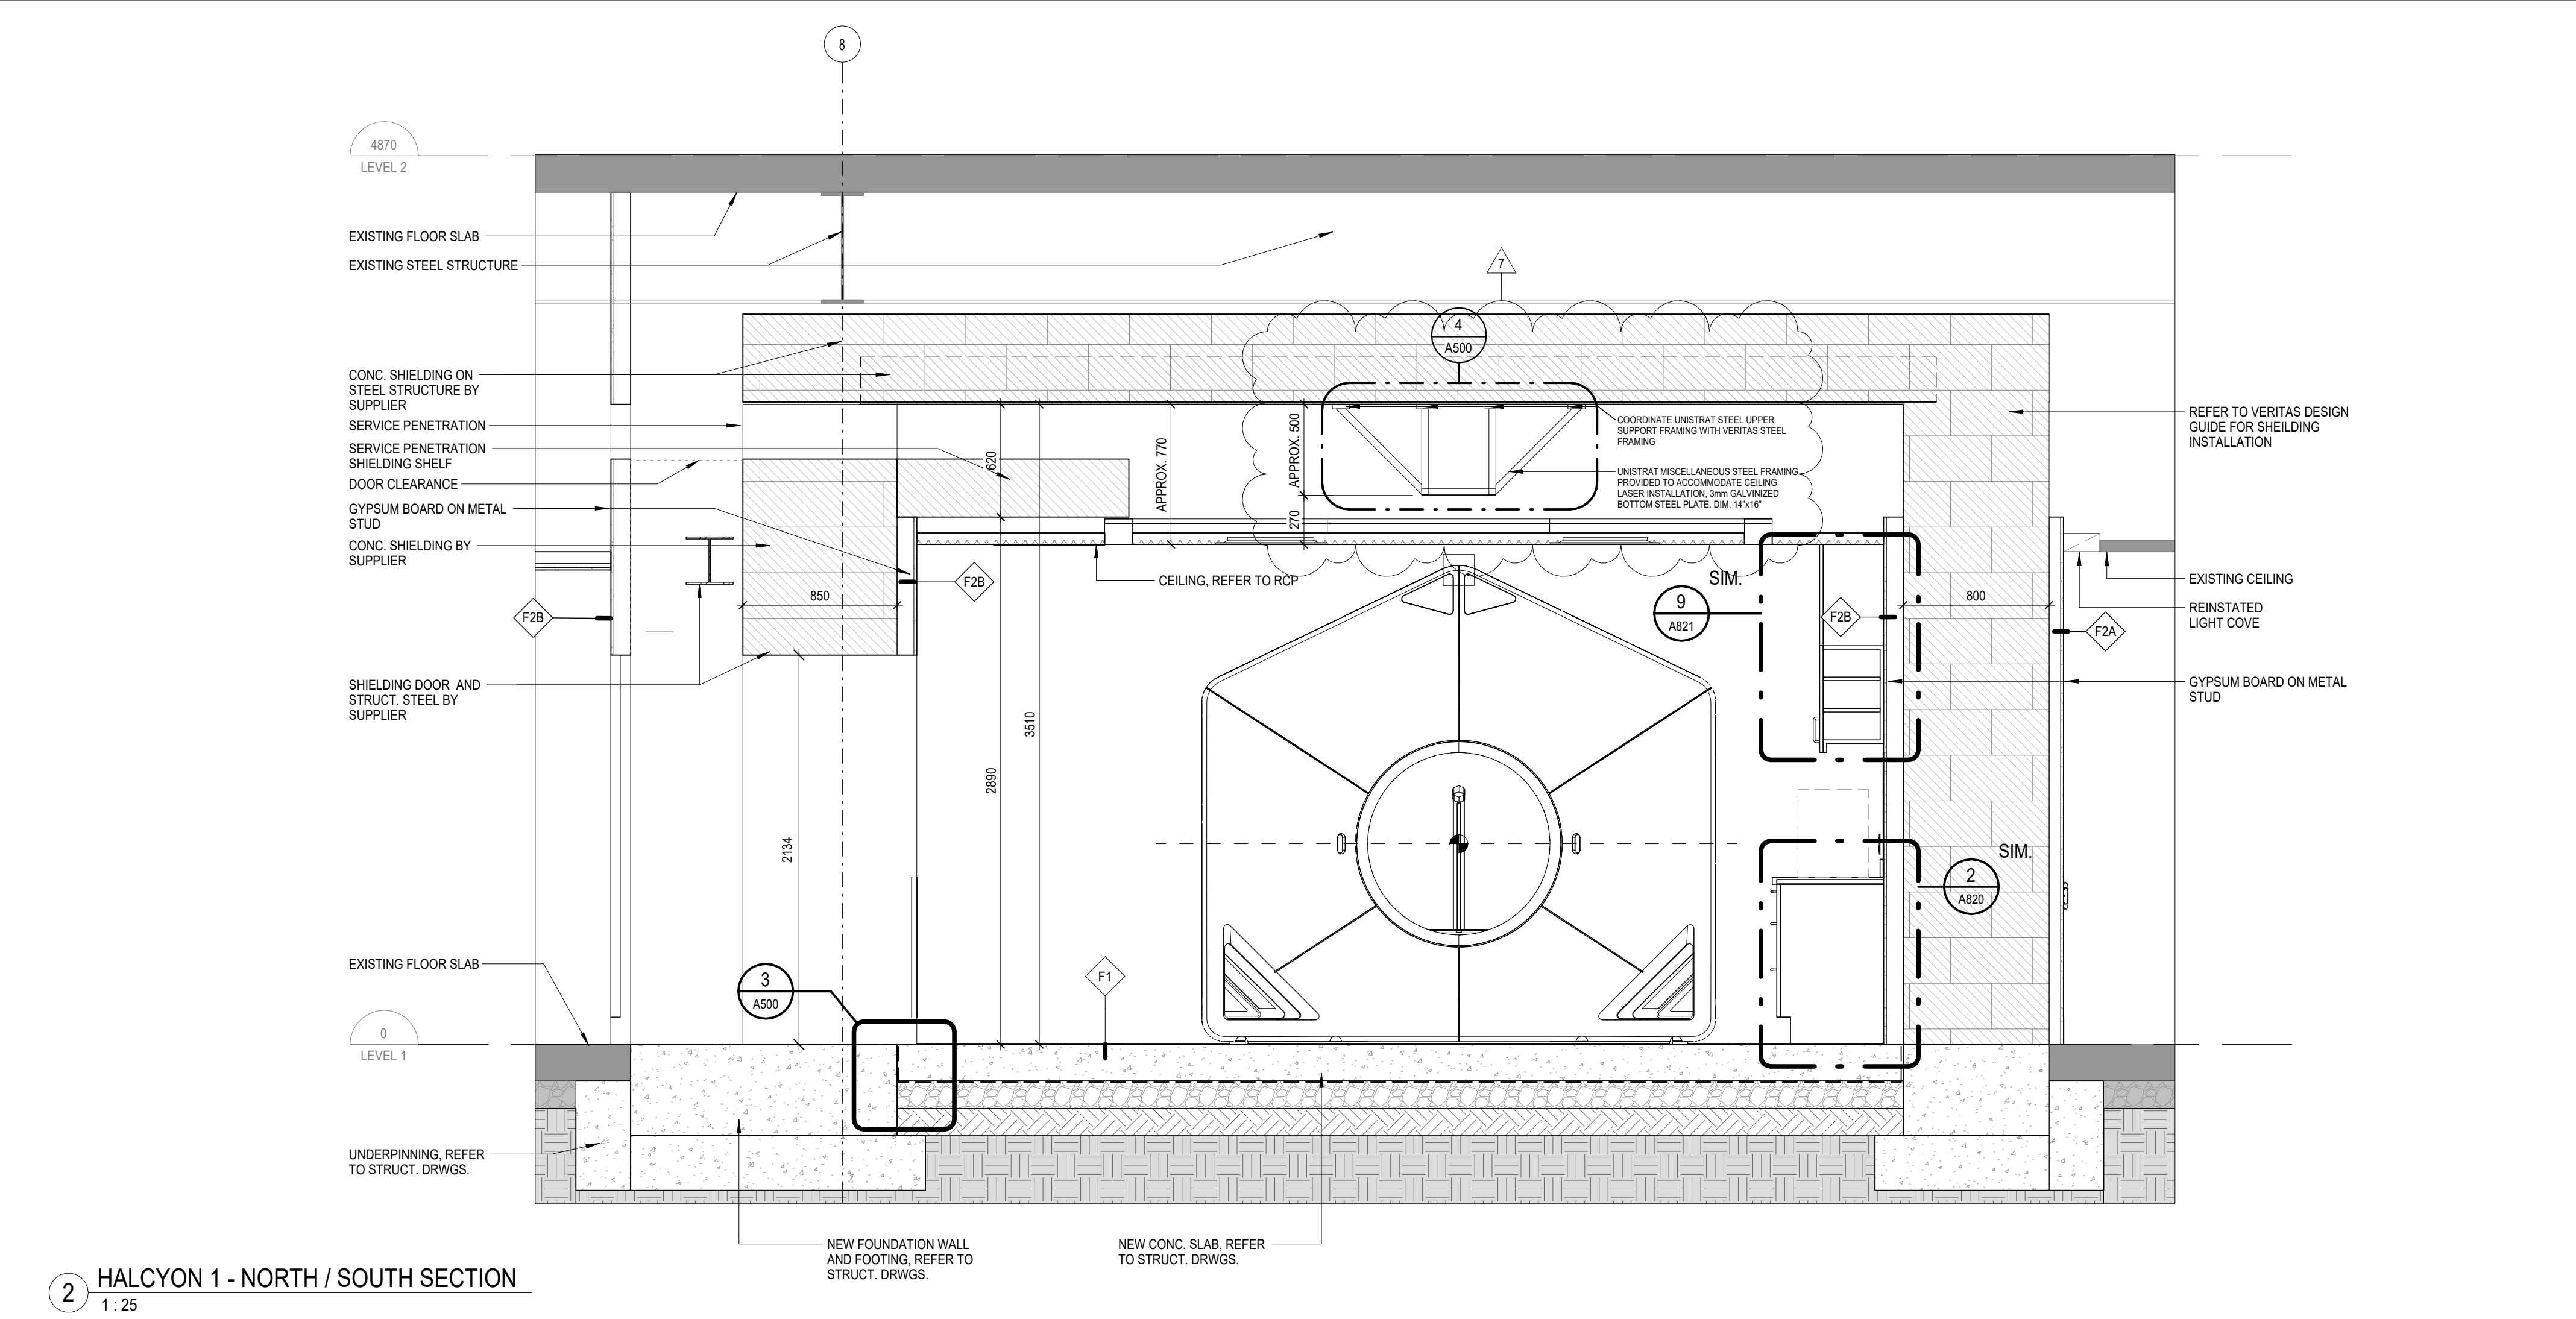 8
4870
LEVEL 2
EXISTING FLOOR SLAB
EXISTING STEEL STRUCTURE
7
4
A500
CONC. SHIELDING ON
STEEL STRUCTURE BY
SUPPLIER
SERVICE PENETRATION
SERVICE PENETRATION
SHIELDING SHELF
DOOR CLEARANCE
GYPSUM BOARD ON METAL
STUD
CONC. SHIELDING BY
SUPPLIER
620
APPROX. 770
APPROX. 500
270
COORDINATE UNISTRAT STEEL UPPER
SUPPORT FRAMING WITH VERITAS STEEL
FRAMING
UNISTRAT MISCELLANEOUS STEEL FRAMING
PROVIDED TO ACCOMMODATE CEILING
LASER INSTALLATION, 3mm GALVINIZED
BOTTOM STEEL PLATE. DIM. 14"x16"
REFER TO VERITAS DESIGN
GUIDE FOR SHEILDING
INSTALLATION
F2B
CEILING, REFER TO RCP
SIM.
EXISTING CEILING
850
9
A821
800
REINSTATED
LIGHT COVE
F2B
F2B
F2A
SHIELDING DOOR AND
STRUCT. STEEL BY
SUPPLIER
GYPSUM BOARD ON METAL
STUD
3510
2890
2134
SIM.
2
A820
EXISTING FLOOR SLAB
3
A500
F1
0
LEVEL 1
UNDERPINNING, REFER
TO STRUCT. DRWGS.
NEW FOUNDATION WALL
AND FOOTING, REFER TO
STRUCT. DRWGS.
NEW CONC. SLAB, REFER
TO STRUCT. DRWGS.
2
HALCYON 1 - NORTH / SOUTH SECTION
1 : 25